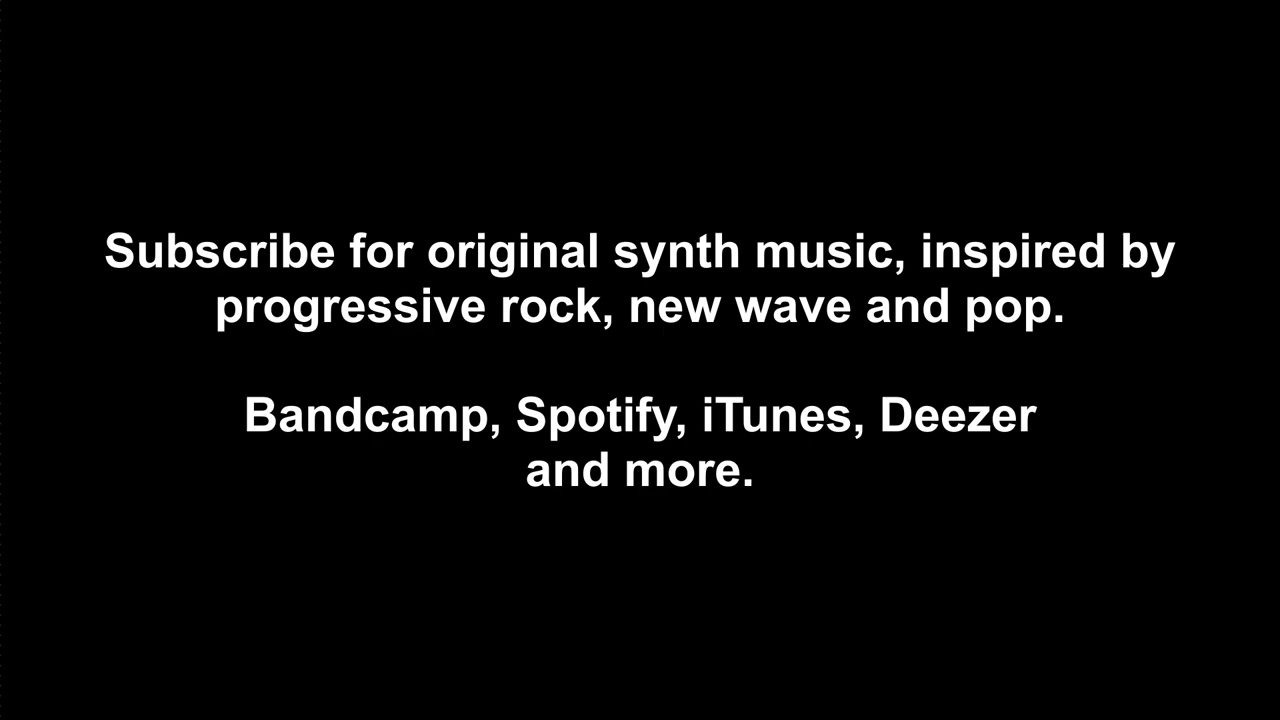 Subscribe for original synth music, inspired by
progressive rock, new wave and pop.
Bandcamp, Spotify, iTunes, Deezer
and more.